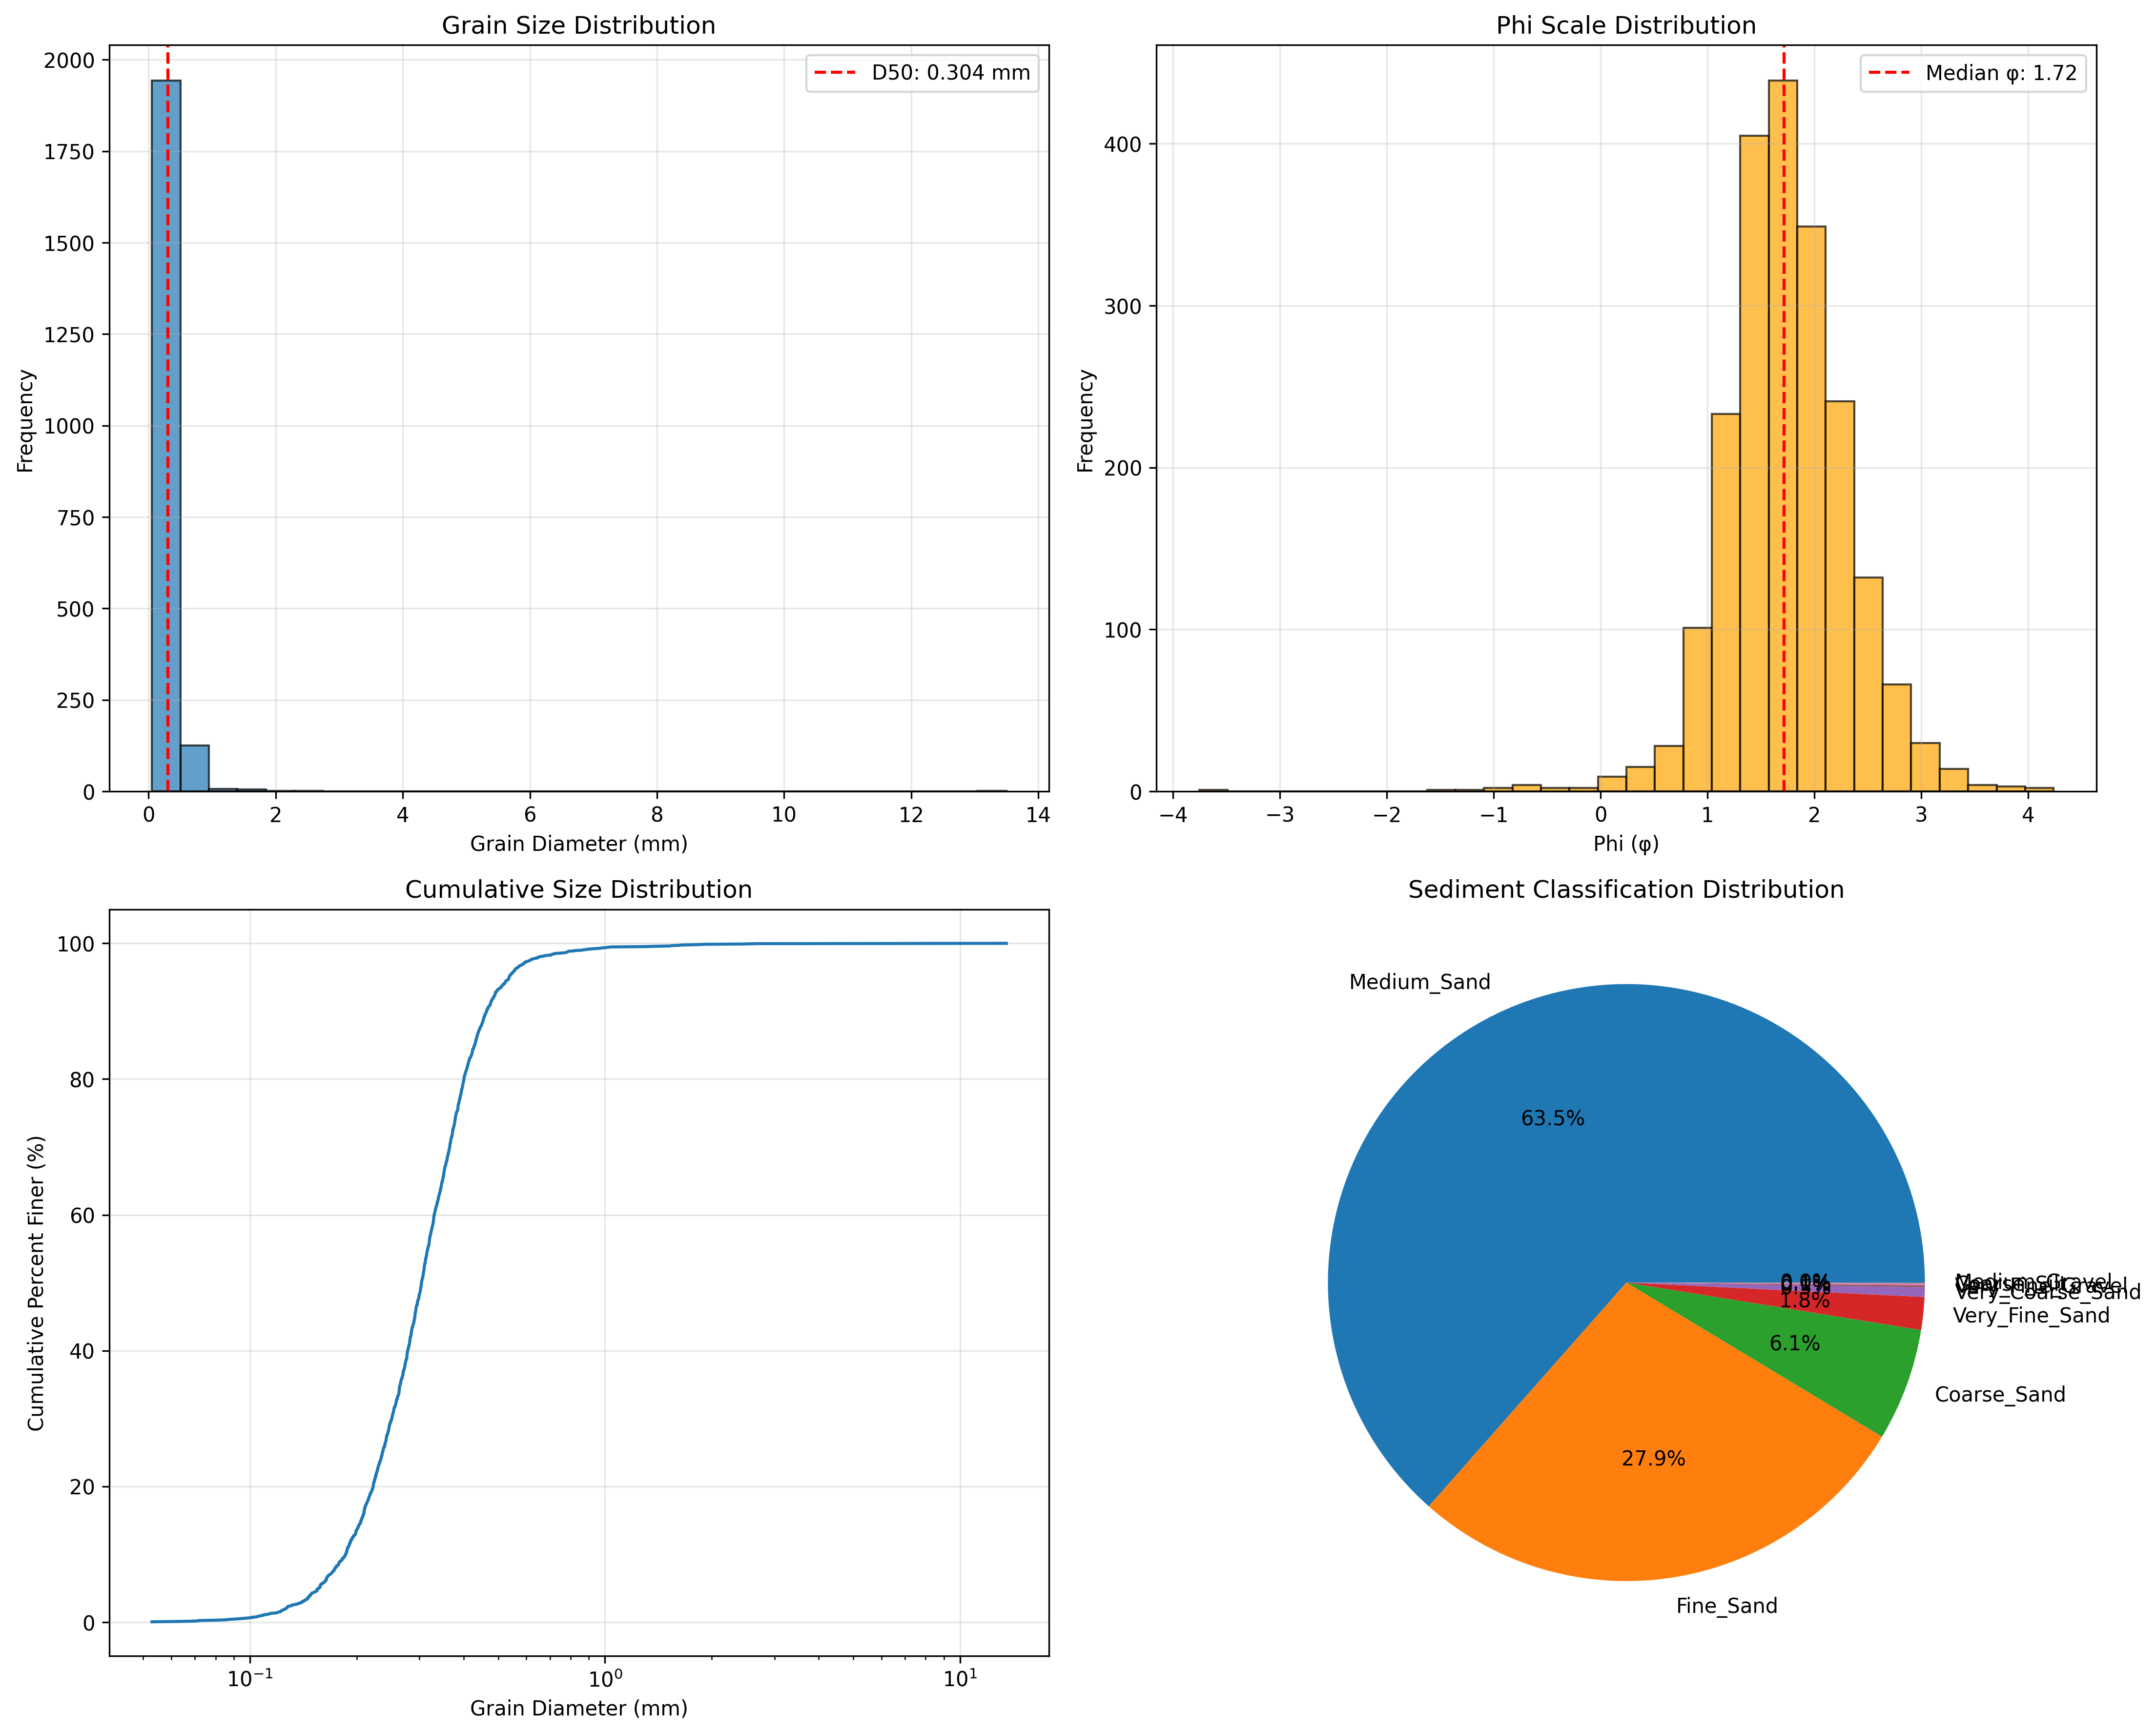 Grain Size Distribution
D50: 0.304 mm
2000
1750
1500
1250
1000
750
500
250
0
Frequency
0 2 4 6 8 10 12 14
Grain Diameter (mm)
Phi Scale Distribution
Median φ: 1.72
400
300
200
100
0
Frequency
−4 −3 −2 −1 0 1 2 3 4
Phi (φ)
Cumulative Size Distribution
100
80
60
40
20
0
Cumulative Percent Finer (%)
10⁻¹ 10⁰ 10¹
Grain Diameter (mm)
Sediment Classification Distribution
Medium_Sand
63.5%
Medium_Gravel
Very_Coarse_Sand
1.8%
Very_Fine_Sand
6.1%
Coarse_Sand
27.9%
Fine_Sand